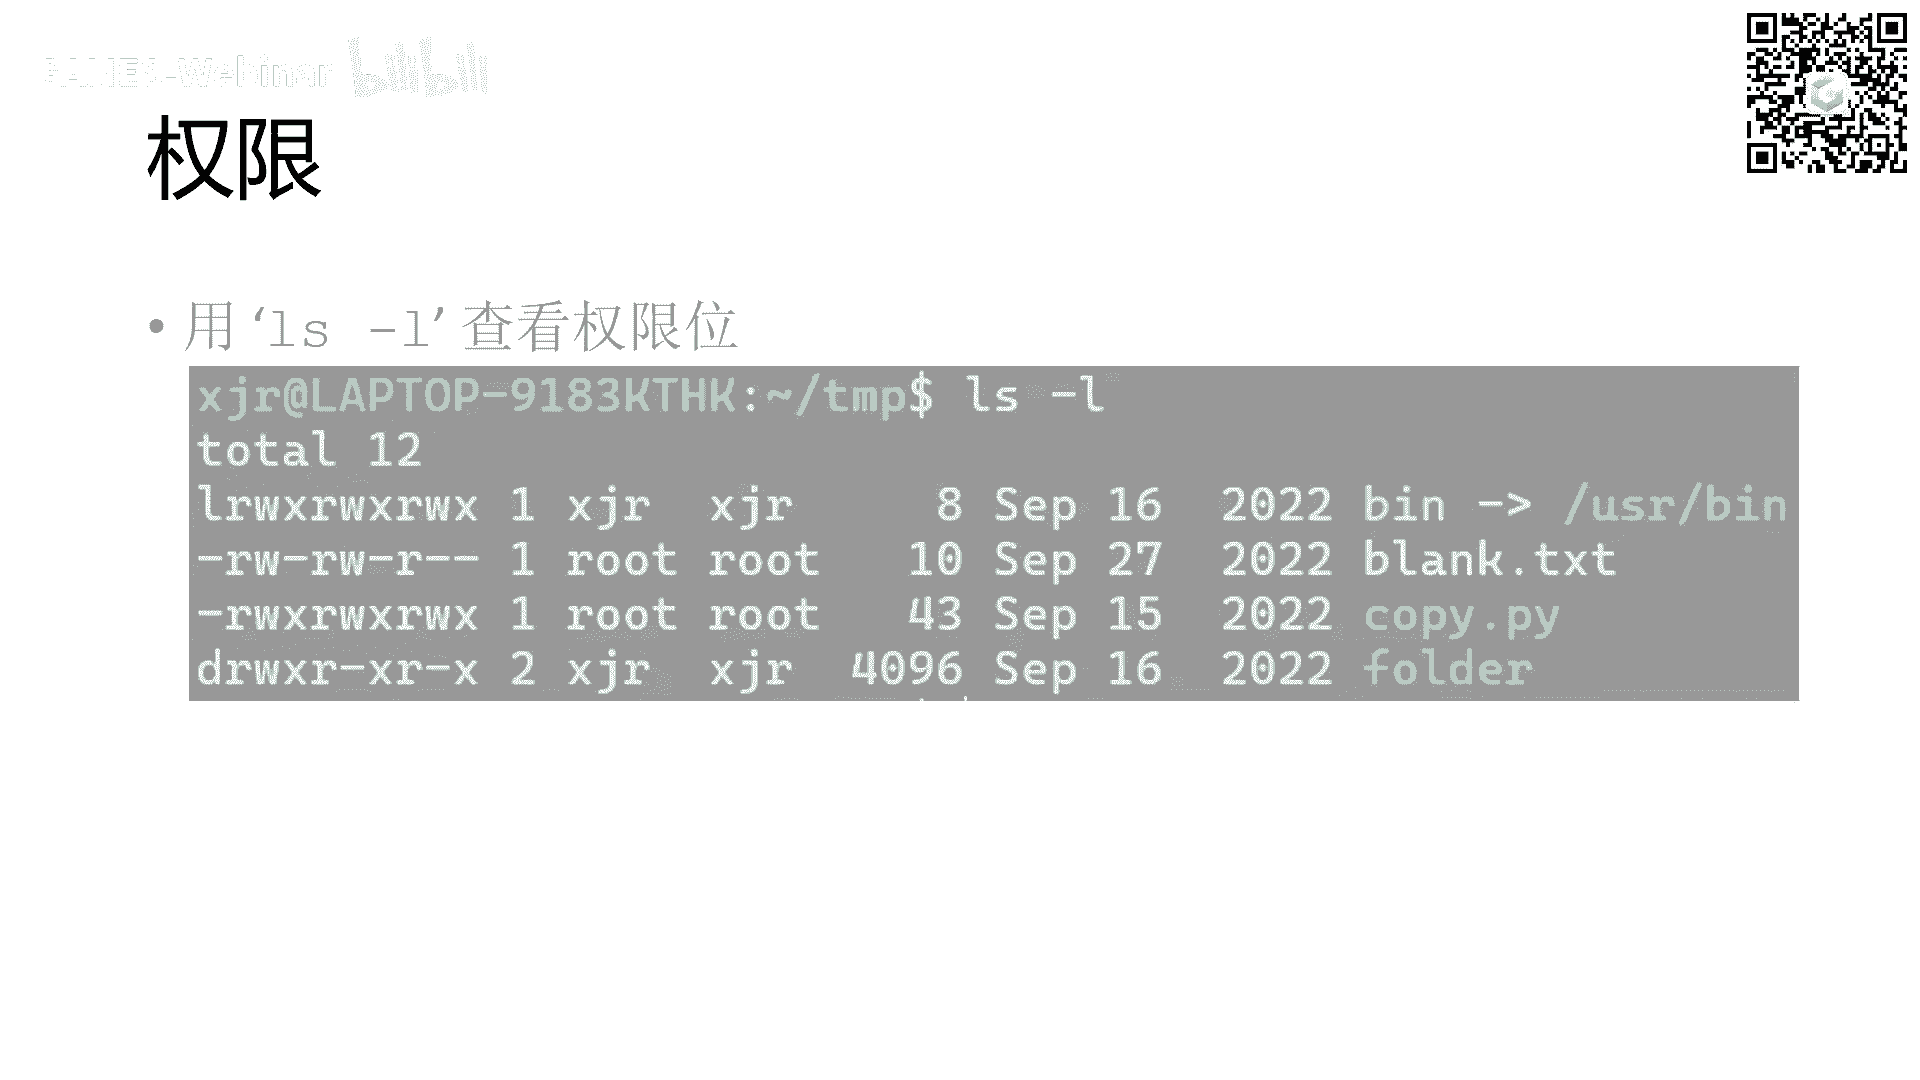 GAMES-Webinar bilibili
权限
• 用 ‘ls -l’ 查看权限位
xjr@LAPTOP-9183KTHK:~/tmp$ ls -l
total 12
lrwxrwxrwx 1 xjr  xjr     8 Sep 16  2022 bin -> /usr/bin
-rw-rw-r-- 1 root root   10 Sep 27  2022 blank.txt
-rwxrwxrwx 1 root root   43 Sep 15  2022 copy.py
drwxr-xr-x 2 xjr  xjr  4096 Sep 16  2022 folder